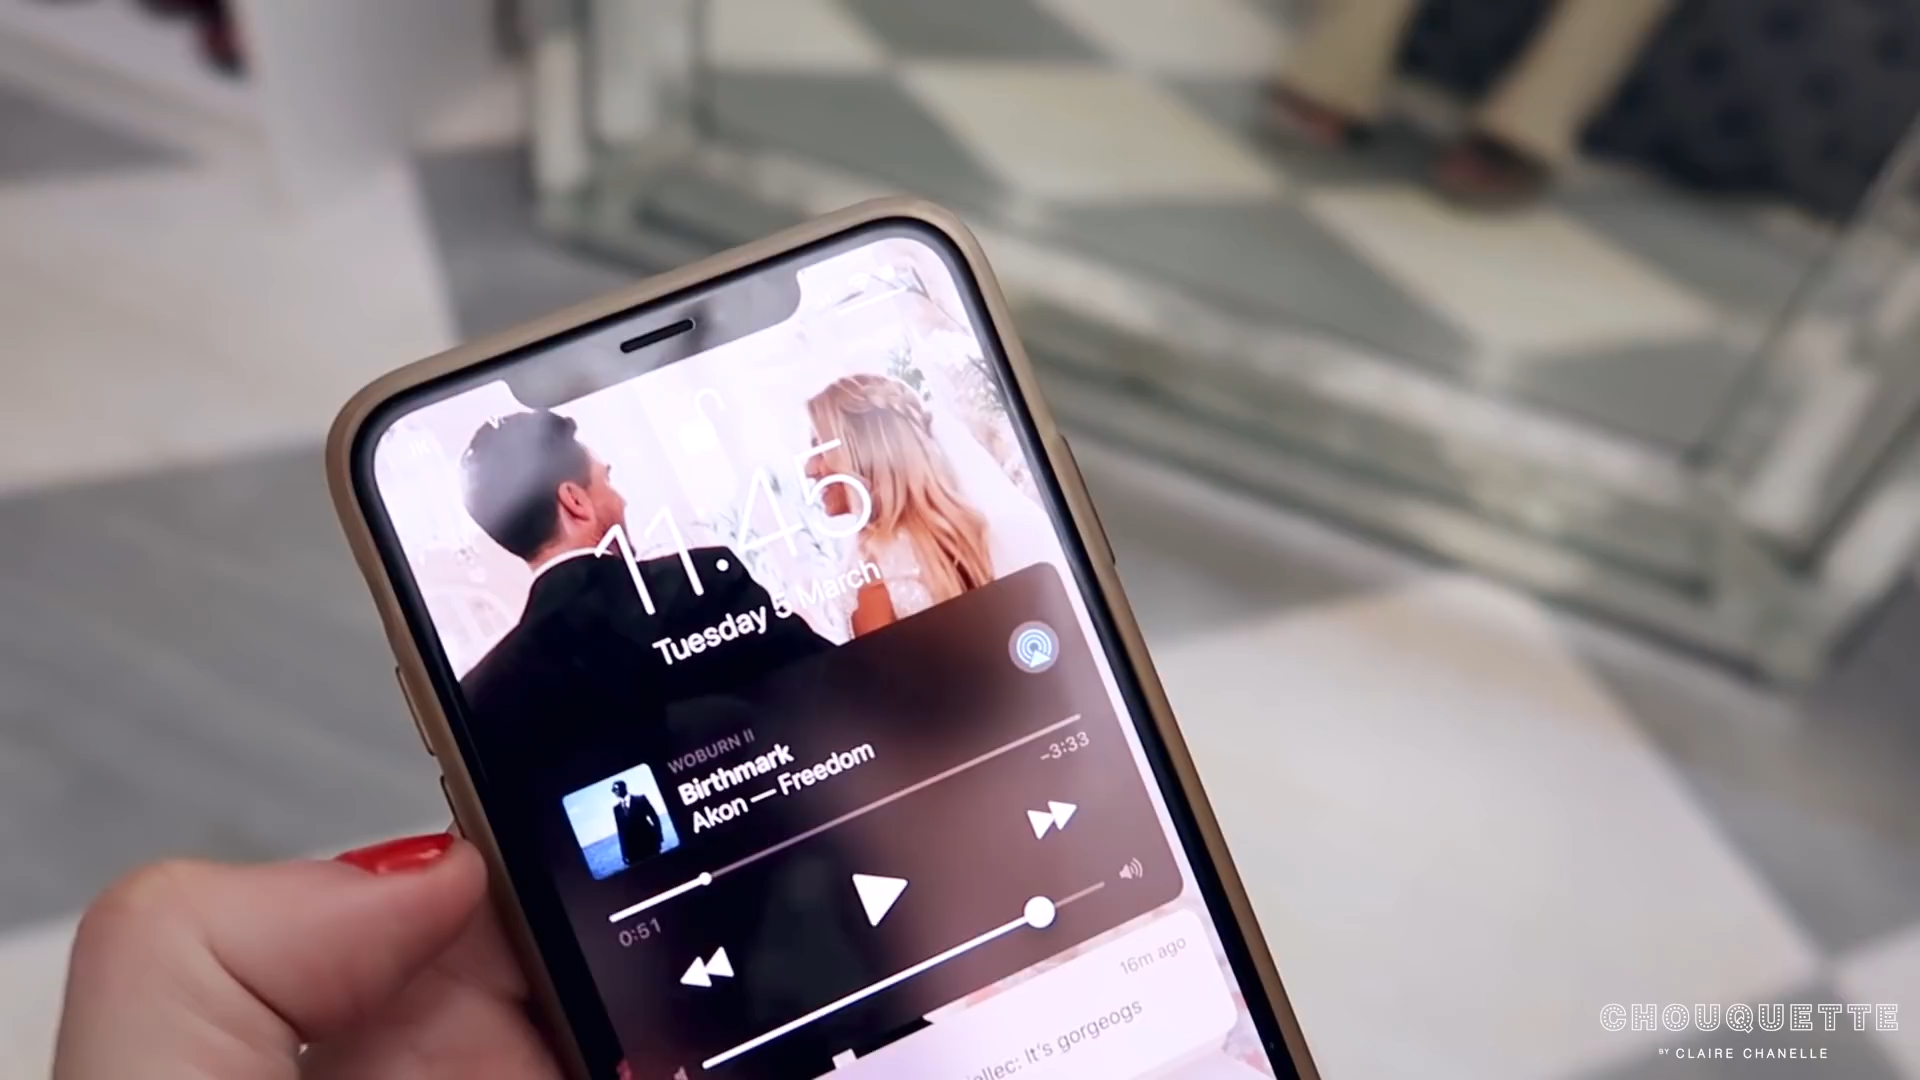 11.45
Tuesday 5 March
WOBURN II
Birthmark
Akon — Freedom
0:51
-3:33
16m ago
It's gorgeogs
CHOUQUETTE
BY CLAIRE CHANELLE